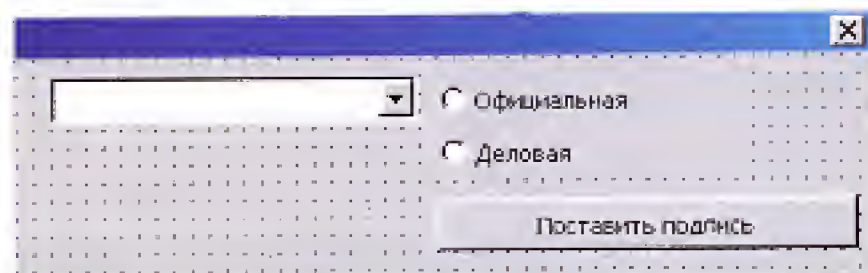 Официальная
Деловая
Поставить подпись